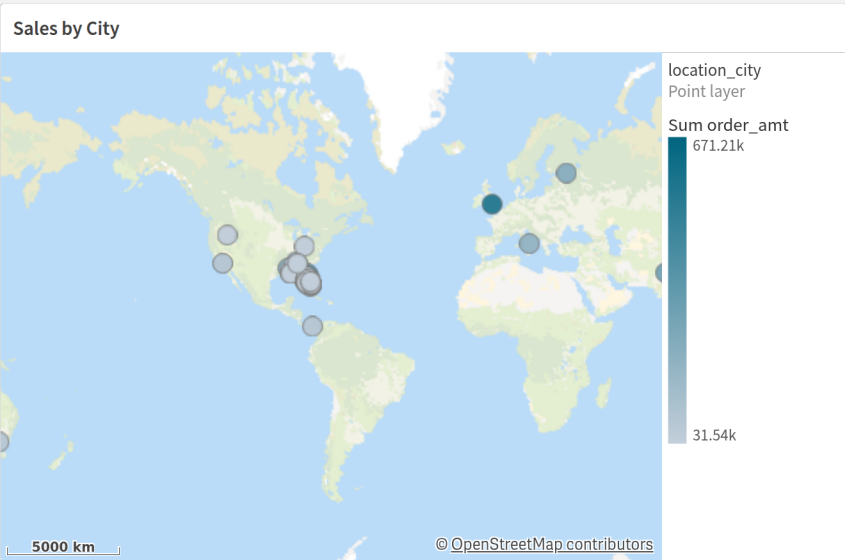 Sales by City
location_city
Point layer
Sum order_amt
671.21k
31.54k
5000 km
© OpenStreetMap contributors